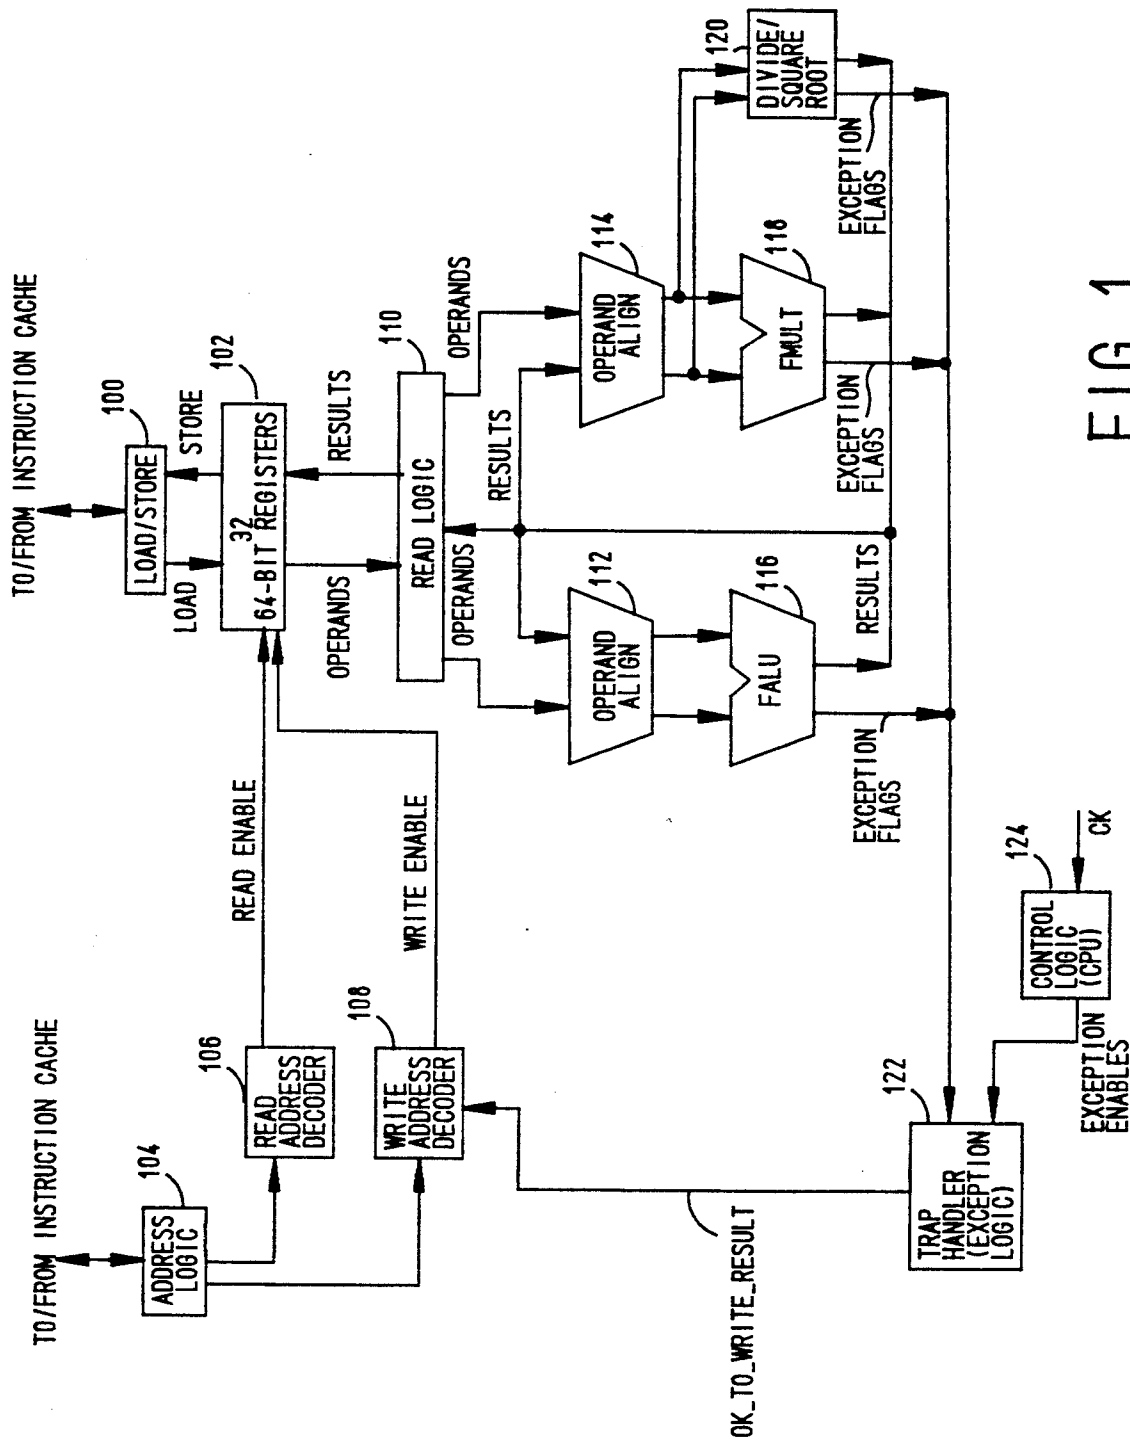 TO/FROM INSTRUCTION CACHE
104
ADDRESS
LOGIC
106
READ
ADDRESS
DECODER
108
WRITE
ADDRESS
DECODER
READ ENABLE
WRITE ENABLE
TO/FROM INSTRUCTION CACHE
100
LOAD/STORE
LOAD
STORE
102
32
64-BIT REGISTERS
OPERANDS
RESULTS
110
READ LOGIC
OPERANDS
RESULTS
OPERANDS
112
OPERAND
ALIGN
114
OPERAND
ALIGN
116
FALU
118
FMULT
120
DIVIDE/
SQUARE
ROOT
RESULTS
EXCEPTION
FLAGS
EXCEPTION
FLAGS
EXCEPTION
FLAGS
OK_TO_WRITE_RESULT
122
TRAP
HANDLER
(EXCEPTION
LOGIC)
124
CONTROL
LOGIC
(CPU)
CK
EXCEPTION
ENABLES
FIG 1